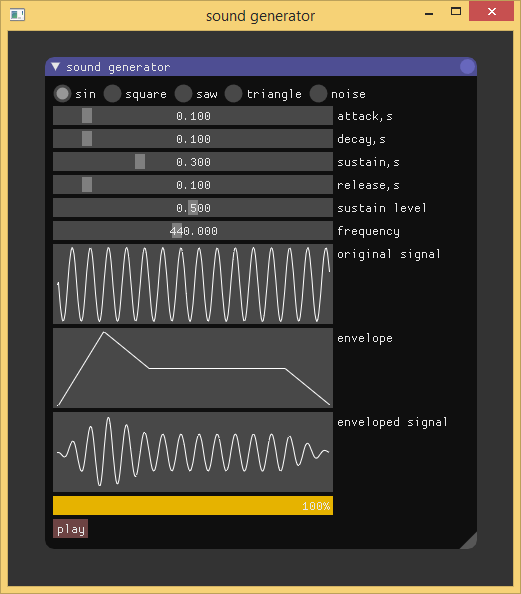 sound generator
sound generator
sin square saw triangle noise
0.100 attack,s
0.100 decay,s
0.300 sustain,s
0.100 release,s
0.500 sustain level
440.000 frequency
original signal
envelope
enveloped signal
100%
play